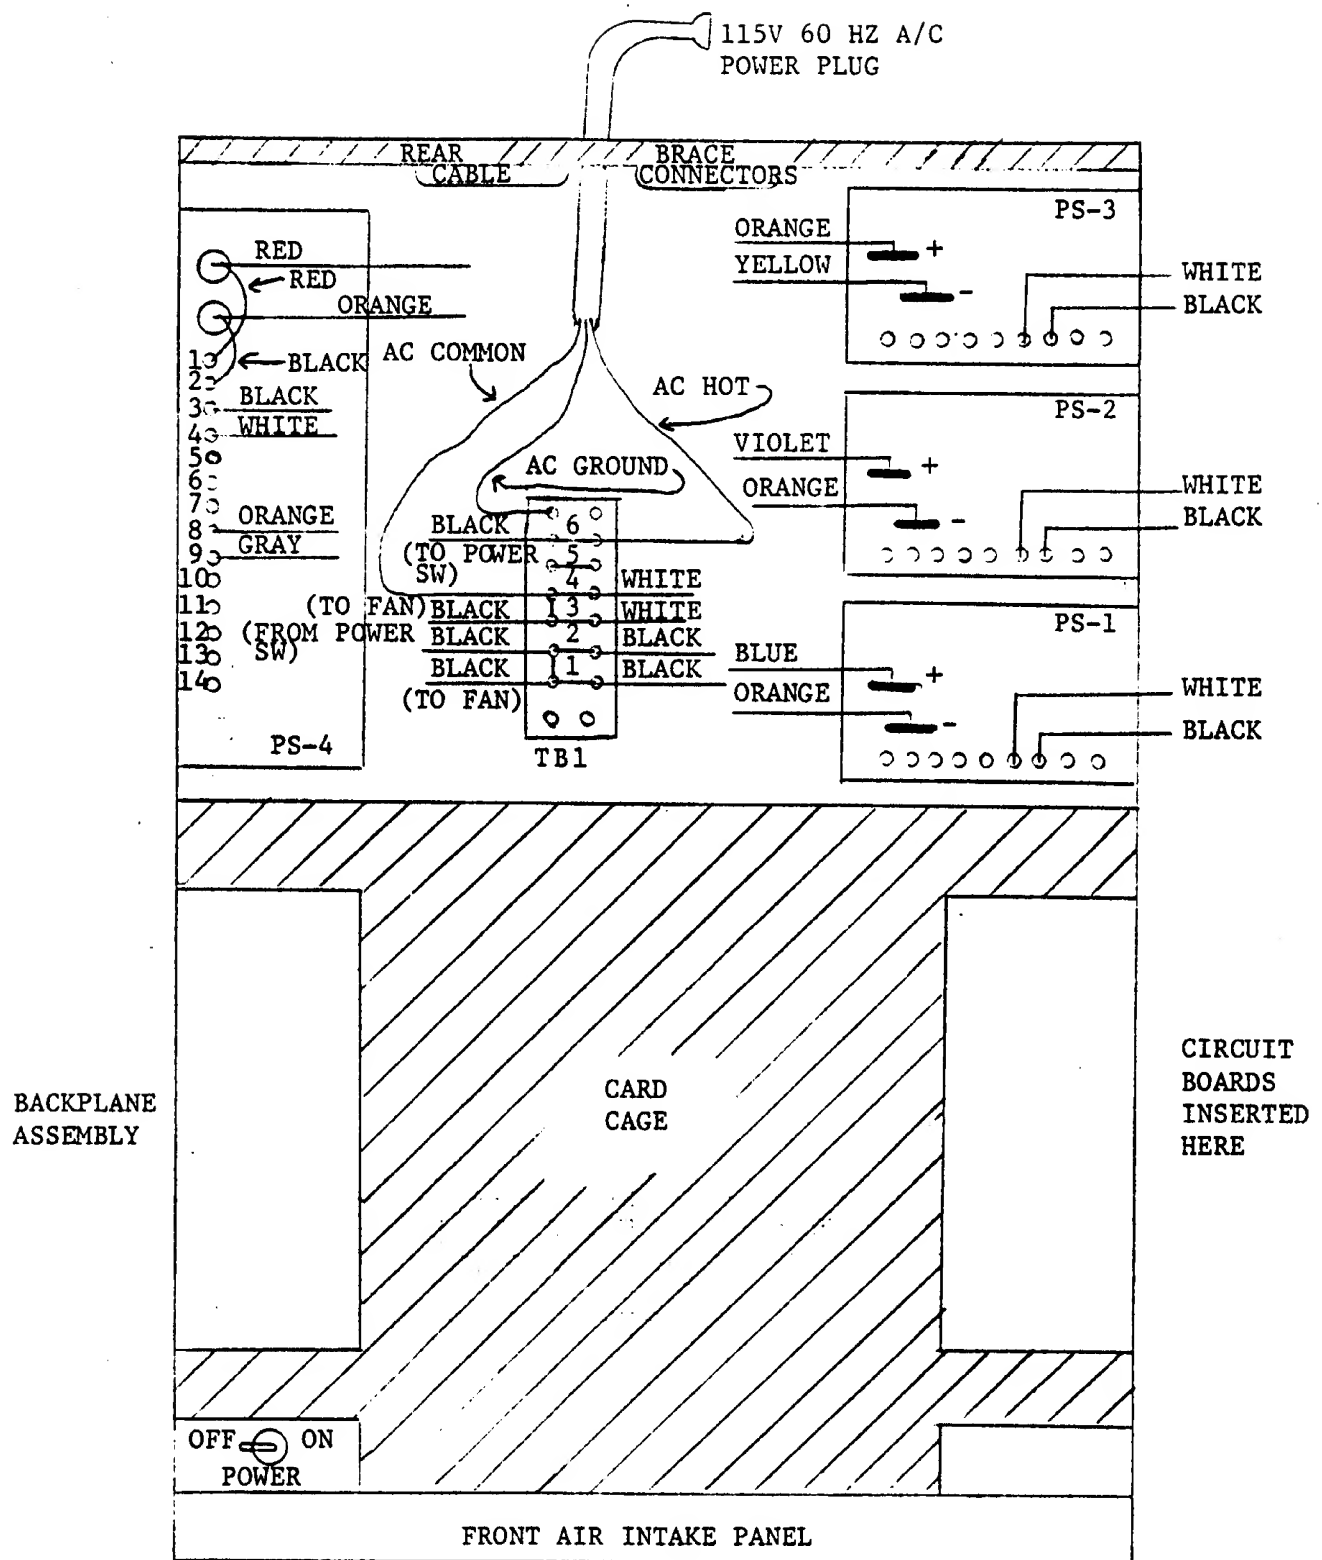 115V 60 HZ A/C
POWER PLUG
REAR BRACE
CABLE CONNECTORS
PS-3
ORANGE +
YELLOW -
WHITE
BLACK
RED
RED
ORANGE
BLACK
1
2
3 BLACK
4 WHITE
5
6
7
8 ORANGE
9 GRAY
10
11
12
13
14
PS-4
AC COMMON
AC HOT
AC GROUND
BLACK 6
(TO POWER 5
SW) 4 WHITE
(TO FAN) BLACK 3 WHITE
(FROM POWER BLACK 2 BLACK
SW)
BLACK 1 BLACK
(TO FAN)
TB1
PS-2
VIOLET +
ORANGE -
WHITE
BLACK
PS-1
BLUE +
ORANGE -
WHITE
BLACK
CARD
CAGE
BACKPLANE
ASSEMBLY
CIRCUIT
BOARDS
INSERTED
HERE
OFF ON
POWER
FRONT AIR INTAKE PANEL